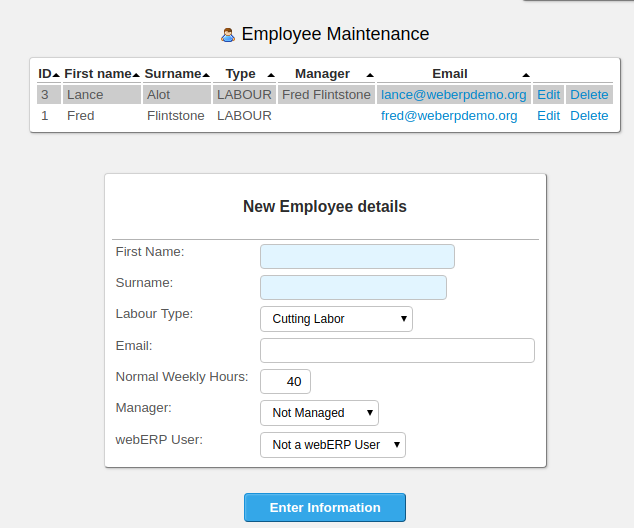 Employee Maintenance
ID First name Surname Type Manager Email
3 Lance Alot LABOUR Fred Flintstone lance@weberpdemo.org Edit Delete
1 Fred Flintstone LABOUR fred@weberpdemo.org Edit Delete
New Employee details
First Name:
Surname:
Labour Type: Cutting Labor
Email:
Normal Weekly Hours: 40
Manager: Not Managed
webERP User: Not a webERP User
Enter Information